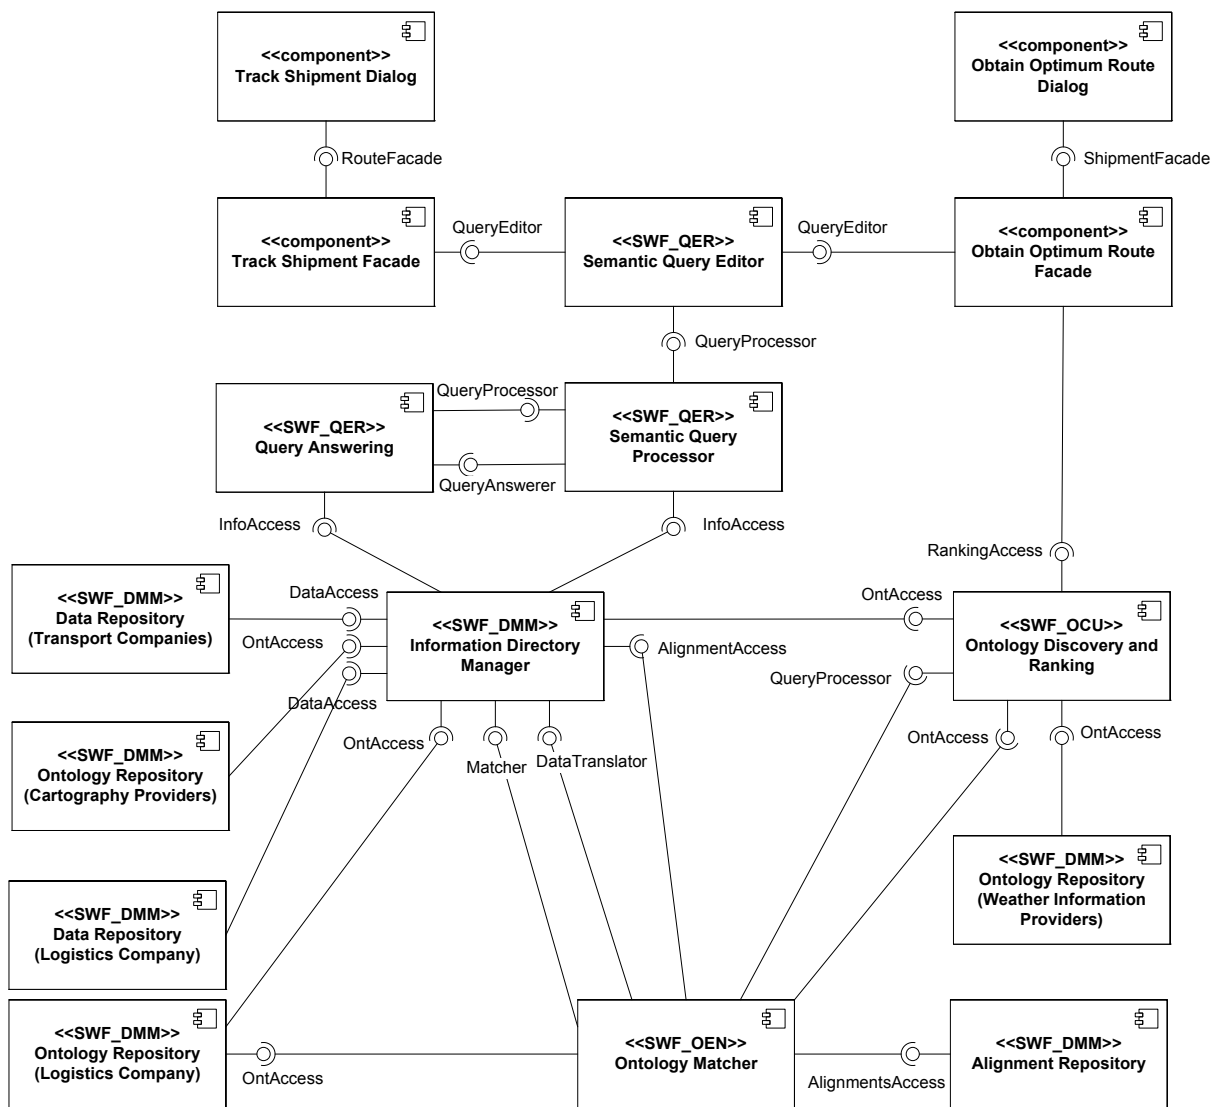 <<component>>
Track Shipment Dialog
<<component>>
Obtain Optimum Route
Dialog
RouteFacade
ShipmentFacade
<<component>>
Track Shipment Facade
QueryEditor
<<SWF_QER>>
Semantic Query Editor
QueryEditor
<<component>>
Obtain Optimum Route
Facade
QueryProcessor
<<SWF_QER>>
Query Answering
QueryProcessor
QueryAnswerer
<<SWF_QER>>
Semantic Query
Processor
InfoAccess
InfoAccess
RankingAccess
<<SWF_DMM>>
Data Repository
(Transport Companies)
DataAccess
OntAccess
DataAccess
<<SWF_DMM>>
Information Directory
Manager
AlignmentAccess
OntAccess
QueryProcessor
<<SWF_OCU>>
Ontology Discovery and
Ranking
OntAccess
Matcher
DataTranslator
OntAccess
OntAccess
<<SWF_DMM>>
Ontology Repository
(Cartography Providers)
<<SWF_DMM>>
Ontology Repository
(Weather Information
Providers)
<<SWF_DMM>>
Data Repository
(Logistics Company)
<<SWF_DMM>>
Ontology Repository
(Logistics Company)
OntAccess
<<SWF_OEN>>
Ontology Matcher
AlignmentsAccess
<<SWF_DMM>>
Alignment Repository